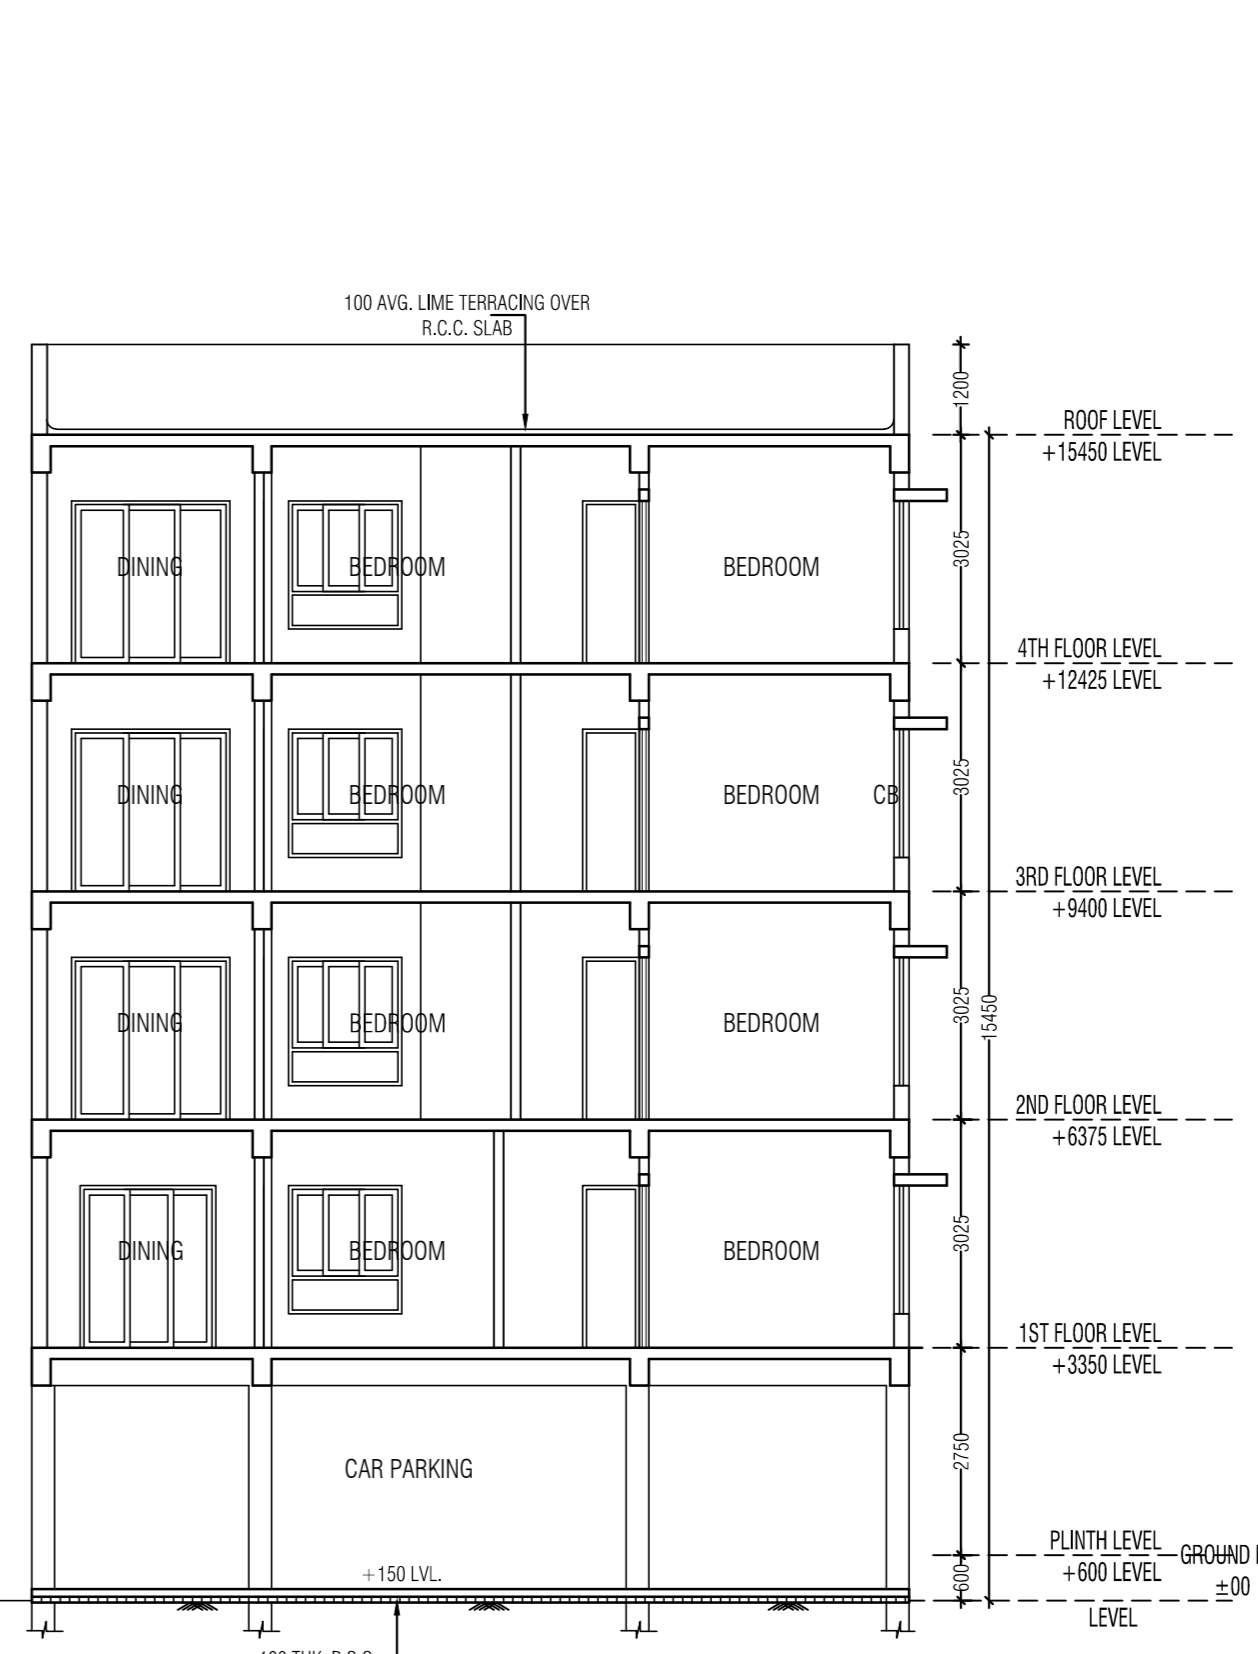 100 AVG. LIME TERRACING OVER
R.C.C. SLAB
1200
ROOF LEVEL
+15450 LEVEL
DINING
BEDROOM
BEDROOM
3025
4TH FLOOR LEVEL
+12425 LEVEL
DINING
BEDROOM
BEDROOM
CB
3025
3RD FLOOR LEVEL
+9400 LEVEL
DINING
BEDROOM
BEDROOM
3025
15450
2ND FLOOR LEVEL
+6375 LEVEL
DINING
BEDROOM
BEDROOM
3025
1ST FLOOR LEVEL
+3350 LEVEL
CAR PARKING
2750
PLINTH LEVEL
+600 LEVEL
GROUND
±00
+150 LVL.
600
LEVEL